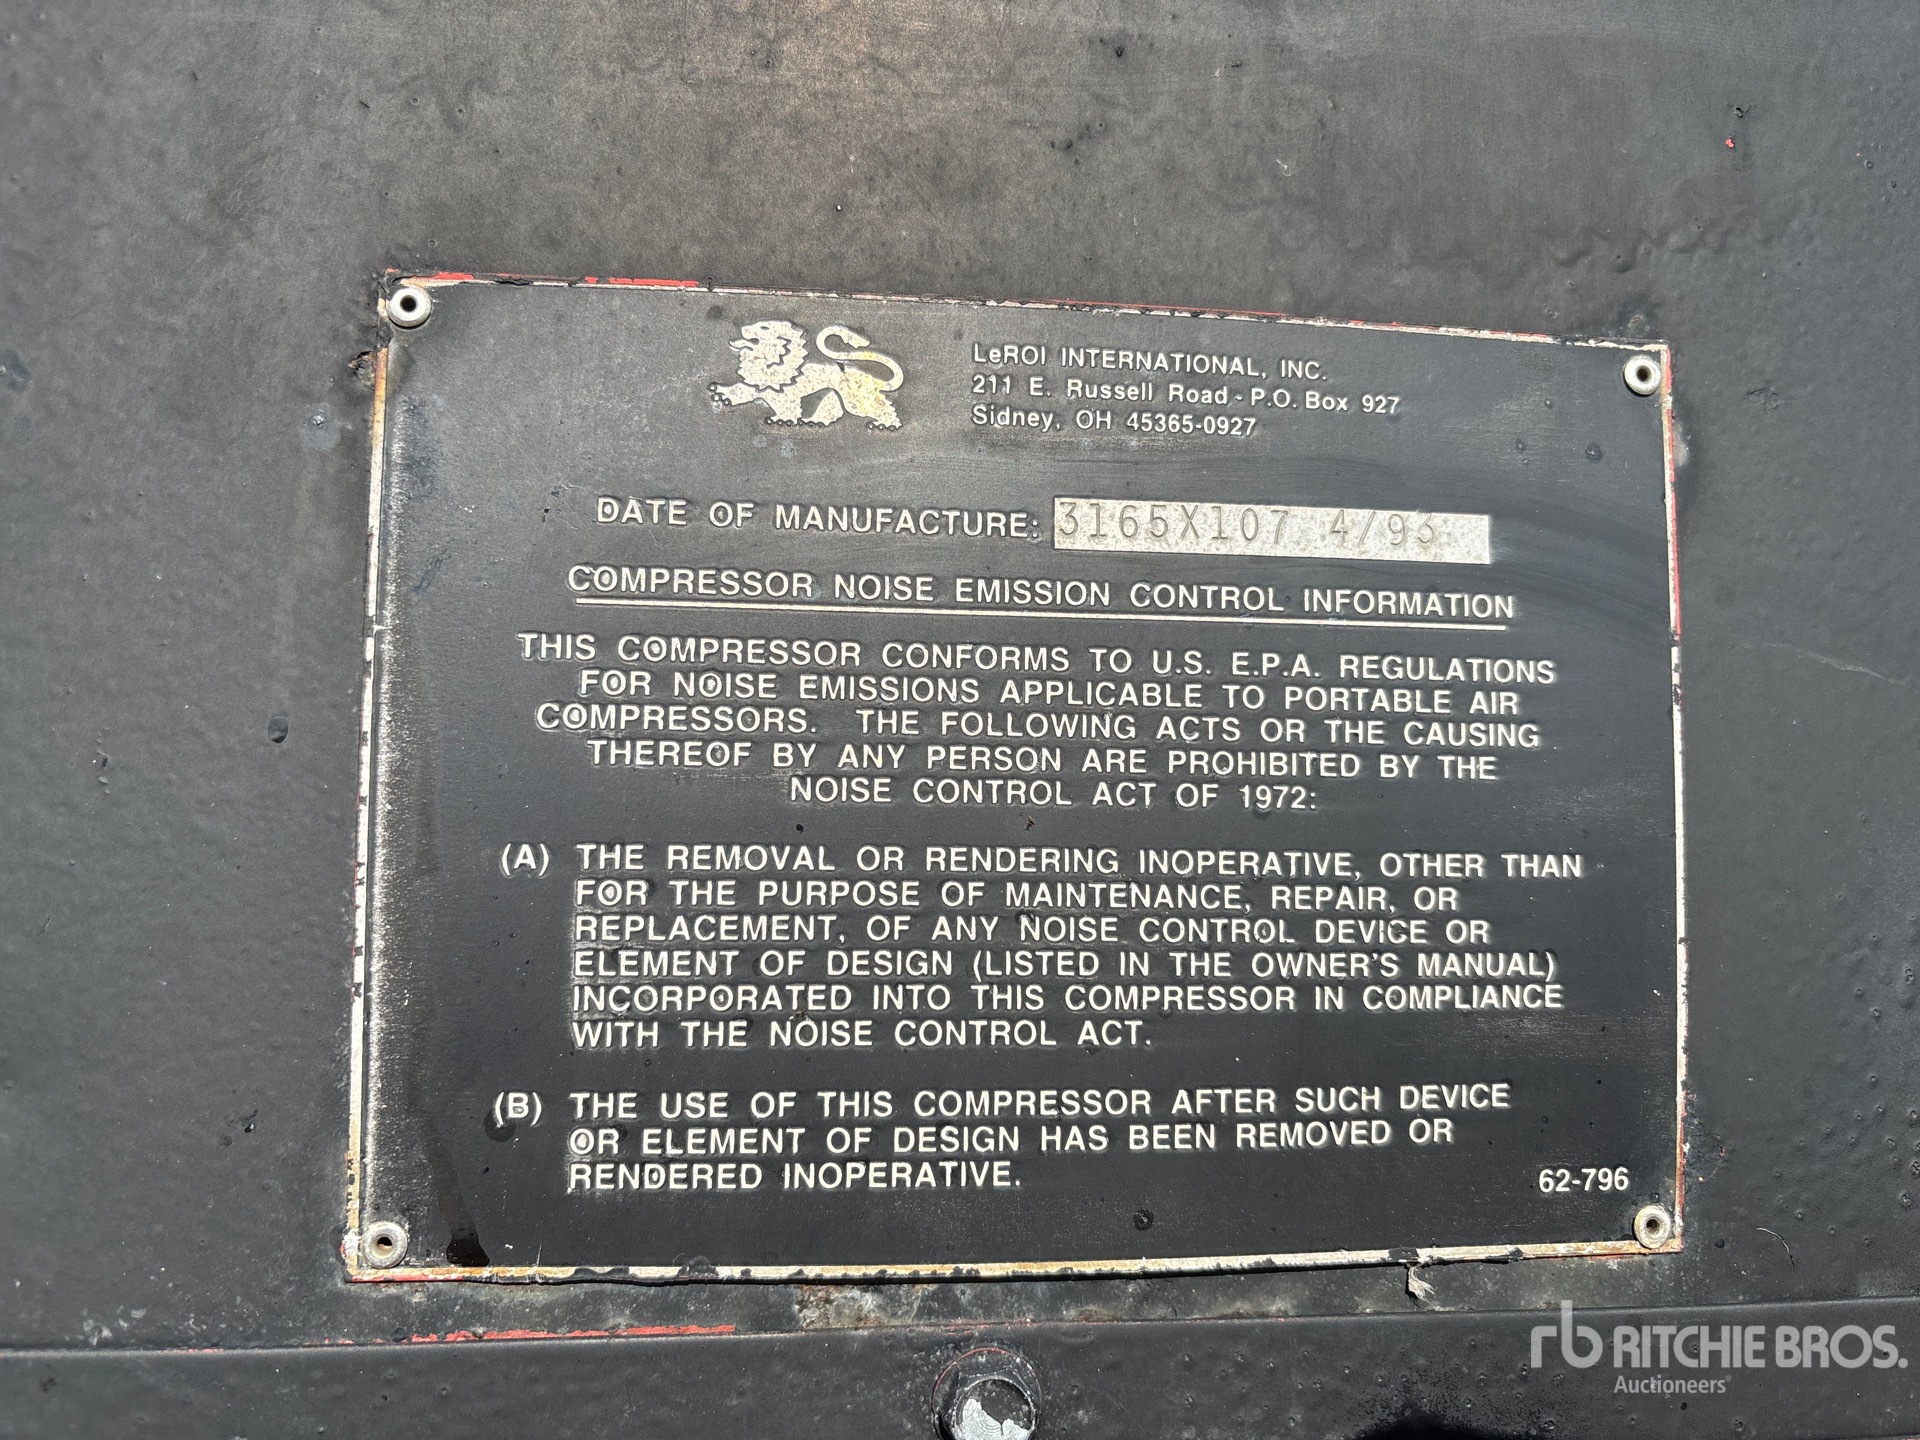 LeROI INTERNATIONAL, INC.
211 E. Russell Road - P.O. Box 927
Sidney, OH 45365-0927
DATE OF MANUFACTURE: 3165X107 4/93
COMPRESSOR NOISE EMISSION CONTROL INFORMATION
THIS COMPRESSOR CONFORMS TO U.S. E.P.A. REGULATIONS
FOR NOISE EMISSIONS APPLICABLE TO PORTABLE AIR
COMPRESSORS. THE FOLLOWING ACTS OR THE CAUSING
THEREOF BY ANY PERSON ARE PROHIBITED BY THE
NOISE CONTROL ACT OF 1972:
(A) THE REMOVAL OR RENDERING INOPERATIVE, OTHER THAN
FOR THE PURPOSE OF MAINTENANCE, REPAIR, OR
REPLACEMENT, OF ANY NOISE CONTROL DEVICE OR
ELEMENT OF DESIGN (LISTED IN THE OWNER'S MANUAL)
INCORPORATED INTO THIS COMPRESSOR IN COMPLIANCE
WITH THE NOISE CONTROL ACT.
(B) THE USE OF THIS COMPRESSOR AFTER SUCH DEVICE
OR ELEMENT OF DESIGN HAS BEEN REMOVED OR
RENDERED INOPERATIVE.
62-796
rb RITCHIE BROS.
Auctioneers